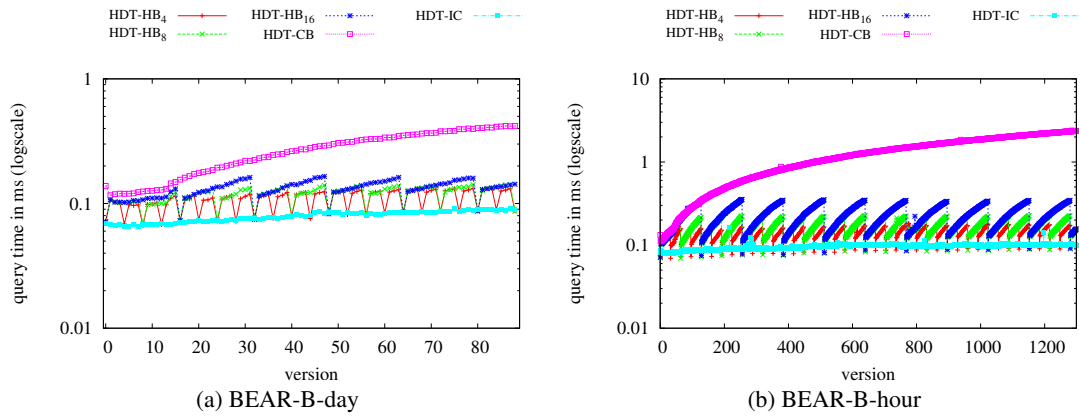 HDT-HB4 HDT-HB16 HDT-IC
HDT-HB8 HDT-CB
query time in ms (logscale)
1
0.1
0.01
0 10 20 30 40 50 60 70 80
version
(a) BEAR-B-day
HDT-HB4 HDT-HB16 HDT-IC
HDT-HB8 HDT-CB
query time in ms (logscale)
10
1
0.1
0.01
0 200 400 600 800 1000 1200
version
(b) BEAR-B-hour